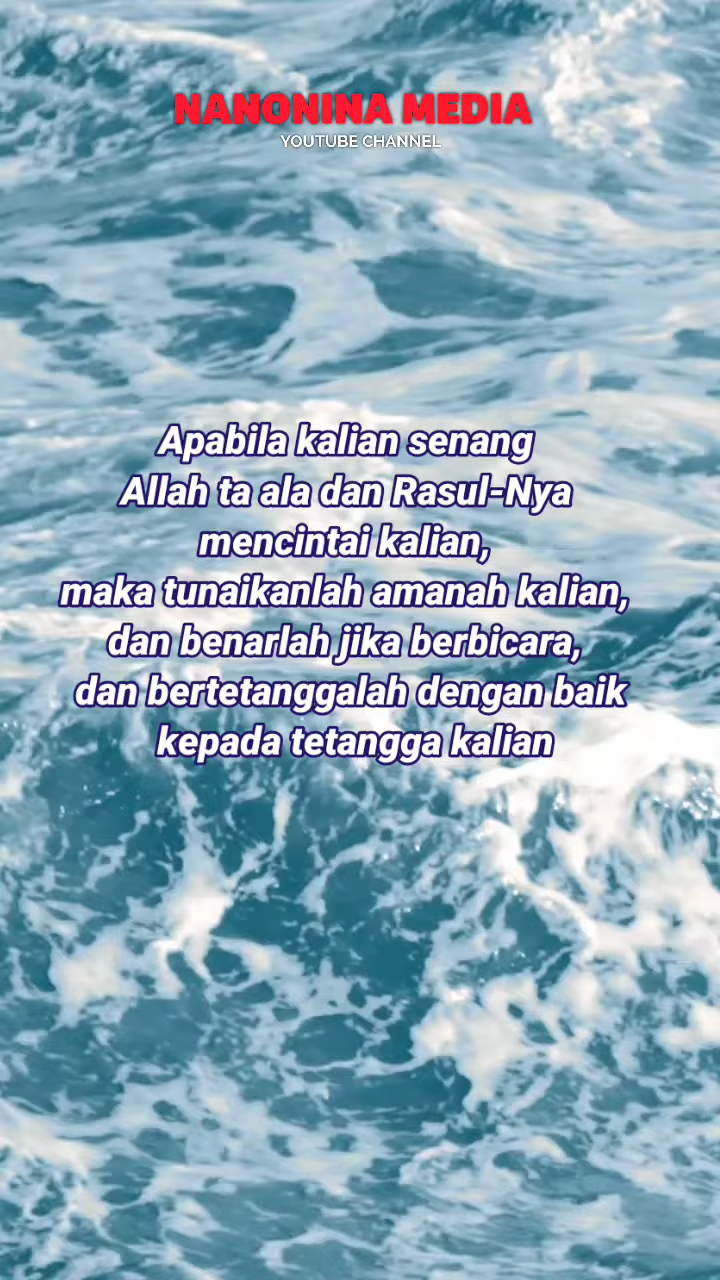 NANONINA MEDIA
YOUTUBE CHANNEL
Apabila kalian senang
Allah ta ala dan Rasul-Nya
mencintai kalian,
maka tunaikanlah amanah kalian,
dan benarlah jika berbicara,
dan bertetanggalah dengan baik
kepada tetangga kalian